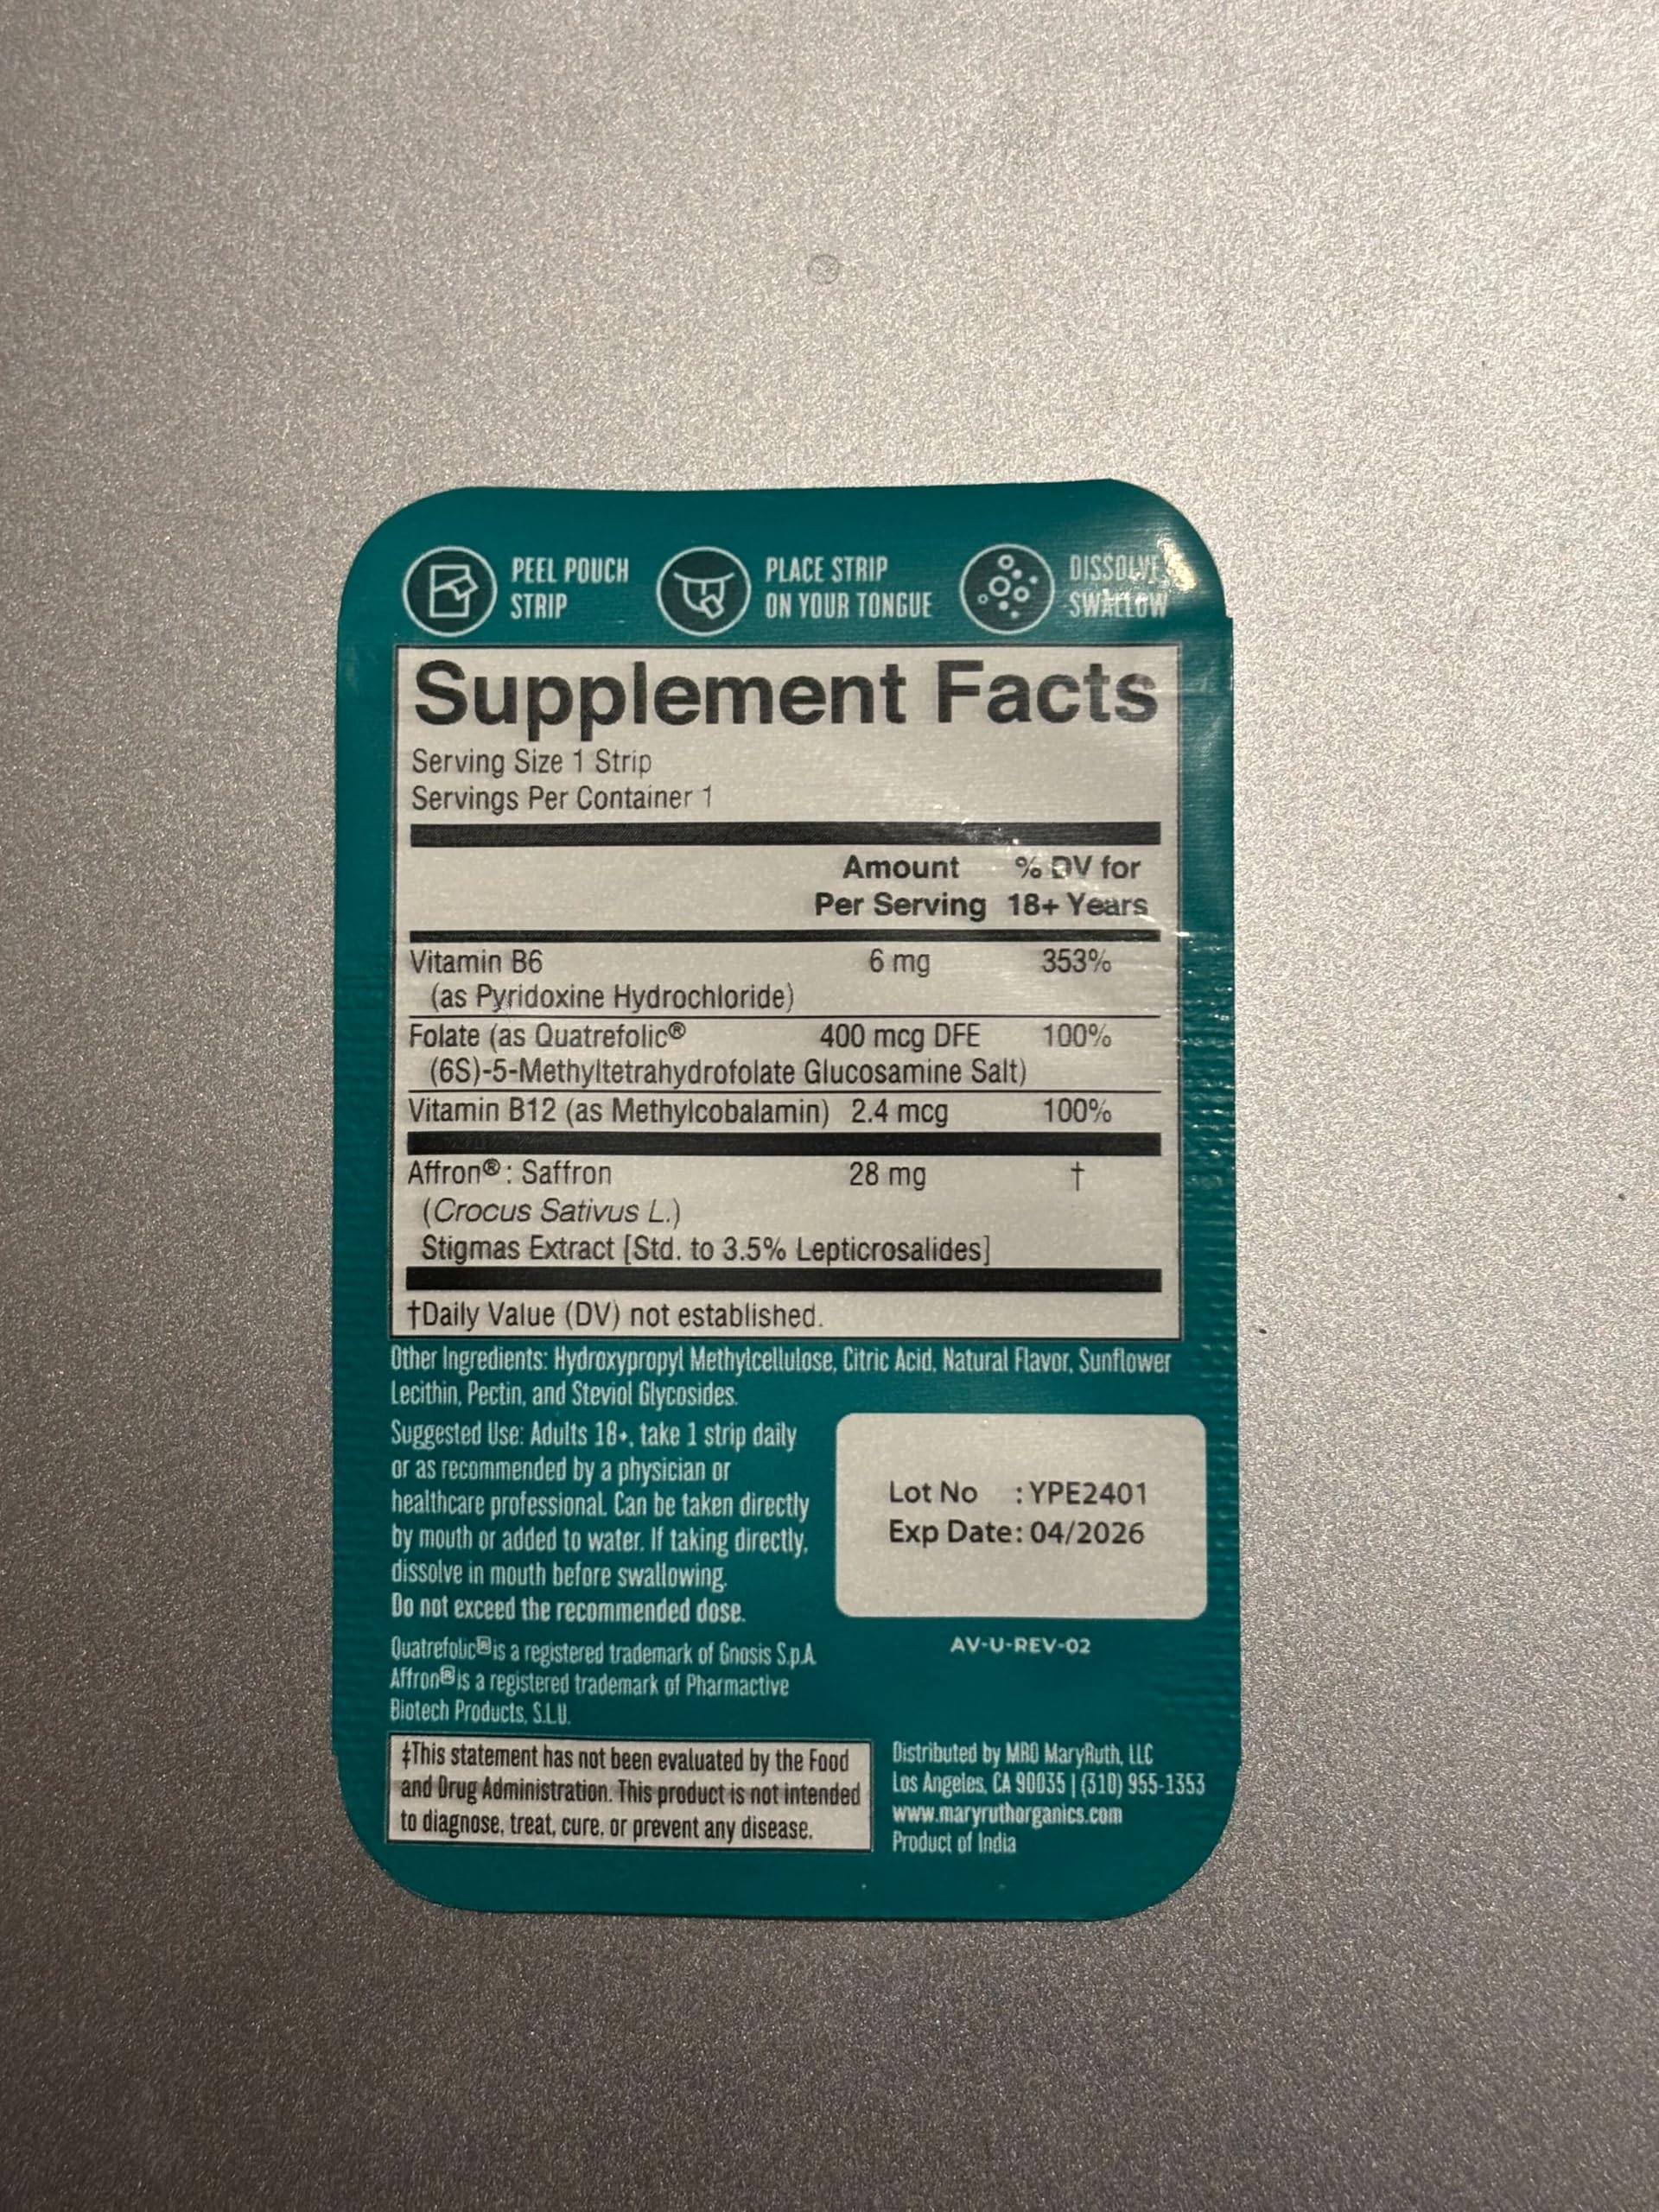 PEEL POUCH
STRIP
PLACE STRIP
ON YOUR TONGUE
DISSOLVE,
SWALLOW
Supplement Facts
Serving Size 1 Strip
Servings Per Container 1
Amount Per Serving % DV for 18+ Years
Vitamin B6 6 mg 353%
(as Pyridoxine Hydrochloride)
Folate (as Quatrefolic® 400 mcg DFE 100%
(6S)-5-Methyltetrahydrofolate Glucosamine Salt)
Vitamin B12 (as Methylcobalamin) 2.4 mcg 100%
Affron® : Saffron 28 mg †
(Crocus Sativus L.)
Stigmas Extract [Std. to 3.5% Lepticrosalides]
†Daily Value (DV) not established.
Other Ingredients: Hydroxypropyl Methylcellulose, Citric Acid, Natural Flavor, Sunflower
Lecithin, Pectin, and Steviol Glycosides.
Suggested Use: Adults 18+, take 1 strip daily
or as recommended by a physician or
healthcare professional. Can be taken directly
by mouth or added to water. If taking directly,
dissolve in mouth before swallowing.
Do not exceed the recommended dose.
Lot No : YPE2401
Exp Date: 04/2026
AV-U-REV-02
Quatrefolic® is a registered trademark of Gnosis S.p.A.
Affron® is a registered trademark of Pharmactive
Biotech Products, S.L.U.
‡This statement has not been evaluated by the Food
and Drug Administration. This product is not intended
to diagnose, treat, cure, or prevent any disease.
Distributed by MRO MaryRuth, LLC
Los Angeles, CA 90035 | (310) 955-1353
www.maryruthorganics.com
Product of India